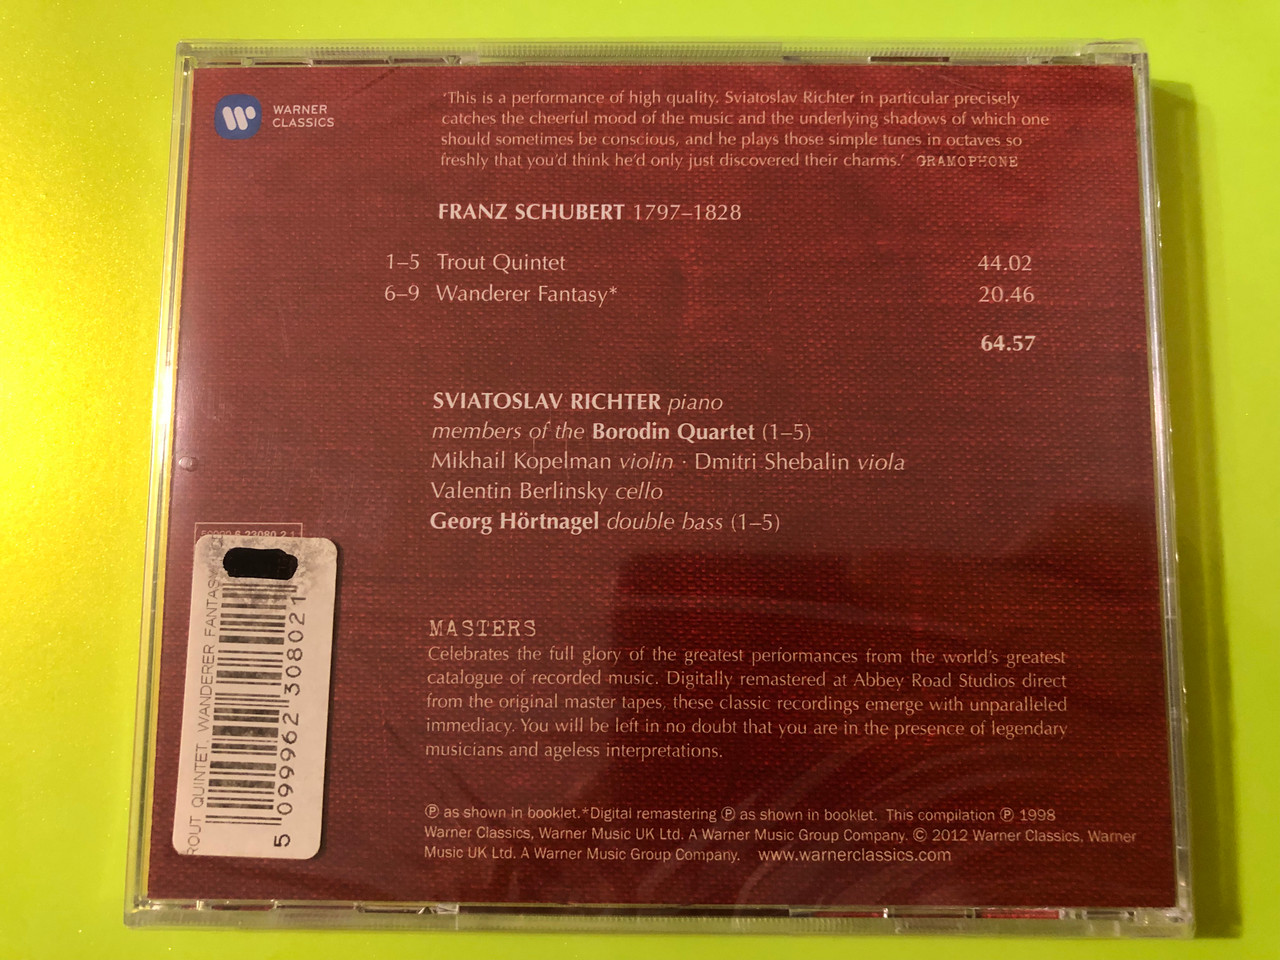 WARNER
CLASSICS
‘This is a performance of high quality. Sviatoslav Richter in particular precisely
catches the cheerful mood of the music and the underlying shadows of which one
should sometimes be conscious, and he plays those simple tunes in octaves so
freshly that you’d think he’d only just discovered their charms.’ GRAMOPHONE
FRANZ SCHUBERT 1797–1828
1–5 Trout Quintet 44.02
6–9 Wanderer Fantasy* 20.46
64.57
SVIATOSLAV RICHTER piano
members of the Borodin Quartet (1–5)
Mikhail Kopelman violin · Dmitri Shebalin viola
Valentin Berlinsky cello
Georg Hörtnagel double bass (1–5)
ROUT QUINTET, WANDERER FANTAS
5 099962 308021
MASTERS
Celebrates the full glory of the greatest performances from the world’s greatest
catalogue of recorded music. Digitally remastered at Abbey Road Studios direct
from the original master tapes, these classic recordings emerge with unparalleled
immediacy. You will be left in no doubt that you are in the presence of legendary
musicians and ageless interpretations.
Ⓟ as shown in booklet.*Digital remastering Ⓟ as shown in booklet. This compilation Ⓟ 1998
Warner Classics, Warner Music UK Ltd. A Warner Music Group Company. © 2012 Warner Classics, Warner
Music UK Ltd. A Warner Music Group Company. www.warnerclassics.com